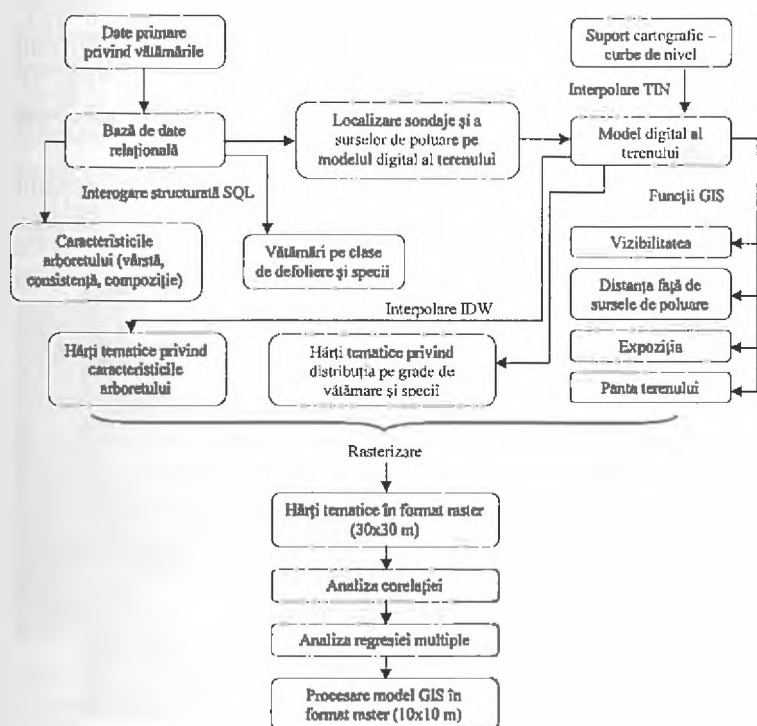 Date primare
privind vătămările
Suport cartografic –
curbe de nivel
Interpolare TIN
Bază de date
relațională
Localizare sondaje și a
surselor de poluare pe
modelul digital al terenului
Model digital al
terenului
Interogare structurată SQL
Funcții GIS
Caracteristicile
arboretului (vârstă,
consistență, compoziție)
Vătămări pe clase
de defoliere și specii
Vizibilitatea
Distanța față de
sursele de poluare
Interpolare IDW
Hărți tematice privind
caracteristicile
arboretului
Hărți tematice privind
distribuția pe grade de
vătămare și specii
Expoziția
Panta terenului
Rasterizare
Hărți tematice în format raster
(30x30 m)
Analiza corelației
Analiza regresiei multiple
Procesare model GIS în
format raster (10x10 m)